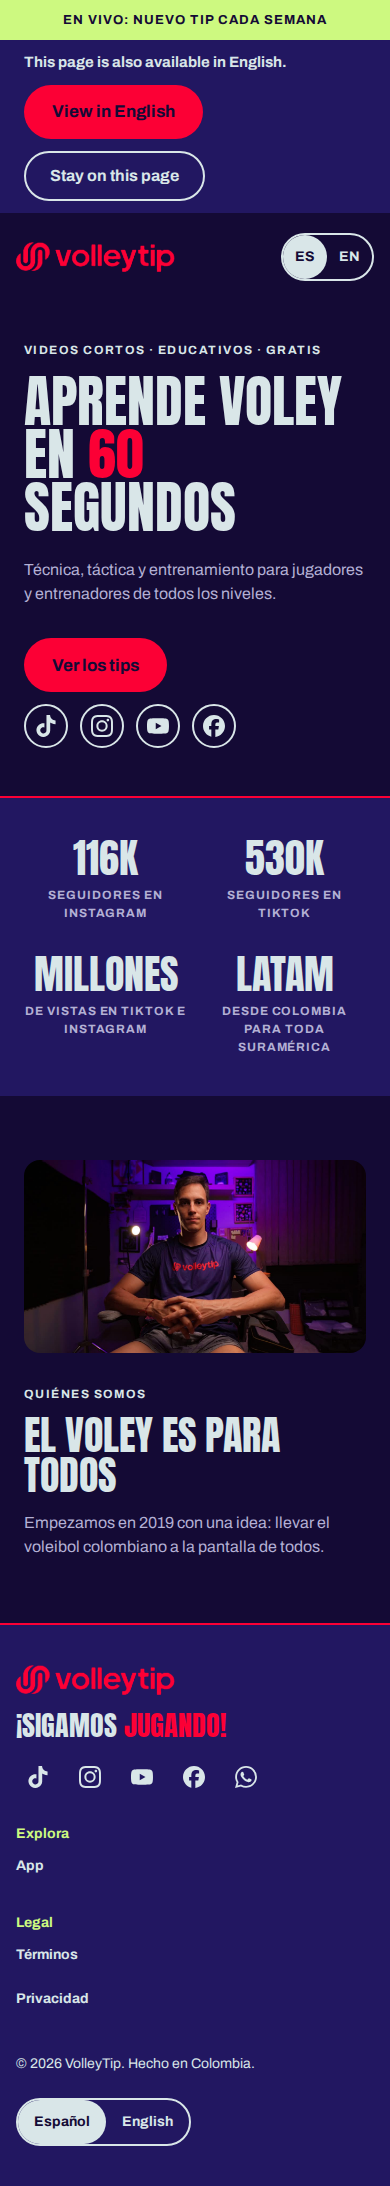 EN VIVO: NUEVO TIP CADA SEMANA
This page is also available in English.
View in English
Stay on this page
volleytip
ES EN
VIDEOS CORTOS · EDUCATIVOS · GRATIS
APRENDE VOLEY
EN 60
SEGUNDOS
Técnica, táctica y entrenamiento para jugadores
y entrenadores de todos los niveles.
Ver los tips
116K
SEGUIDORES EN
INSTAGRAM
530K
SEGUIDORES EN
TIKTOK
MILLONES
DE VISTAS EN TIKTOK E
INSTAGRAM
LATAM
DESDE COLOMBIA
PARA TODA
SURAMÉRICA
volleytip
QUIÉNES SOMOS
EL VOLEY ES PARA
TODOS
Empezamos en 2019 con una idea: llevar el
voleibol colombiano a la pantalla de todos.
volleytip
¡SIGAMOS JUGANDO!
Explora
App
Legal
Términos
Privacidad
© 2026 VolleyTip. Hecho en Colombia.
Español English